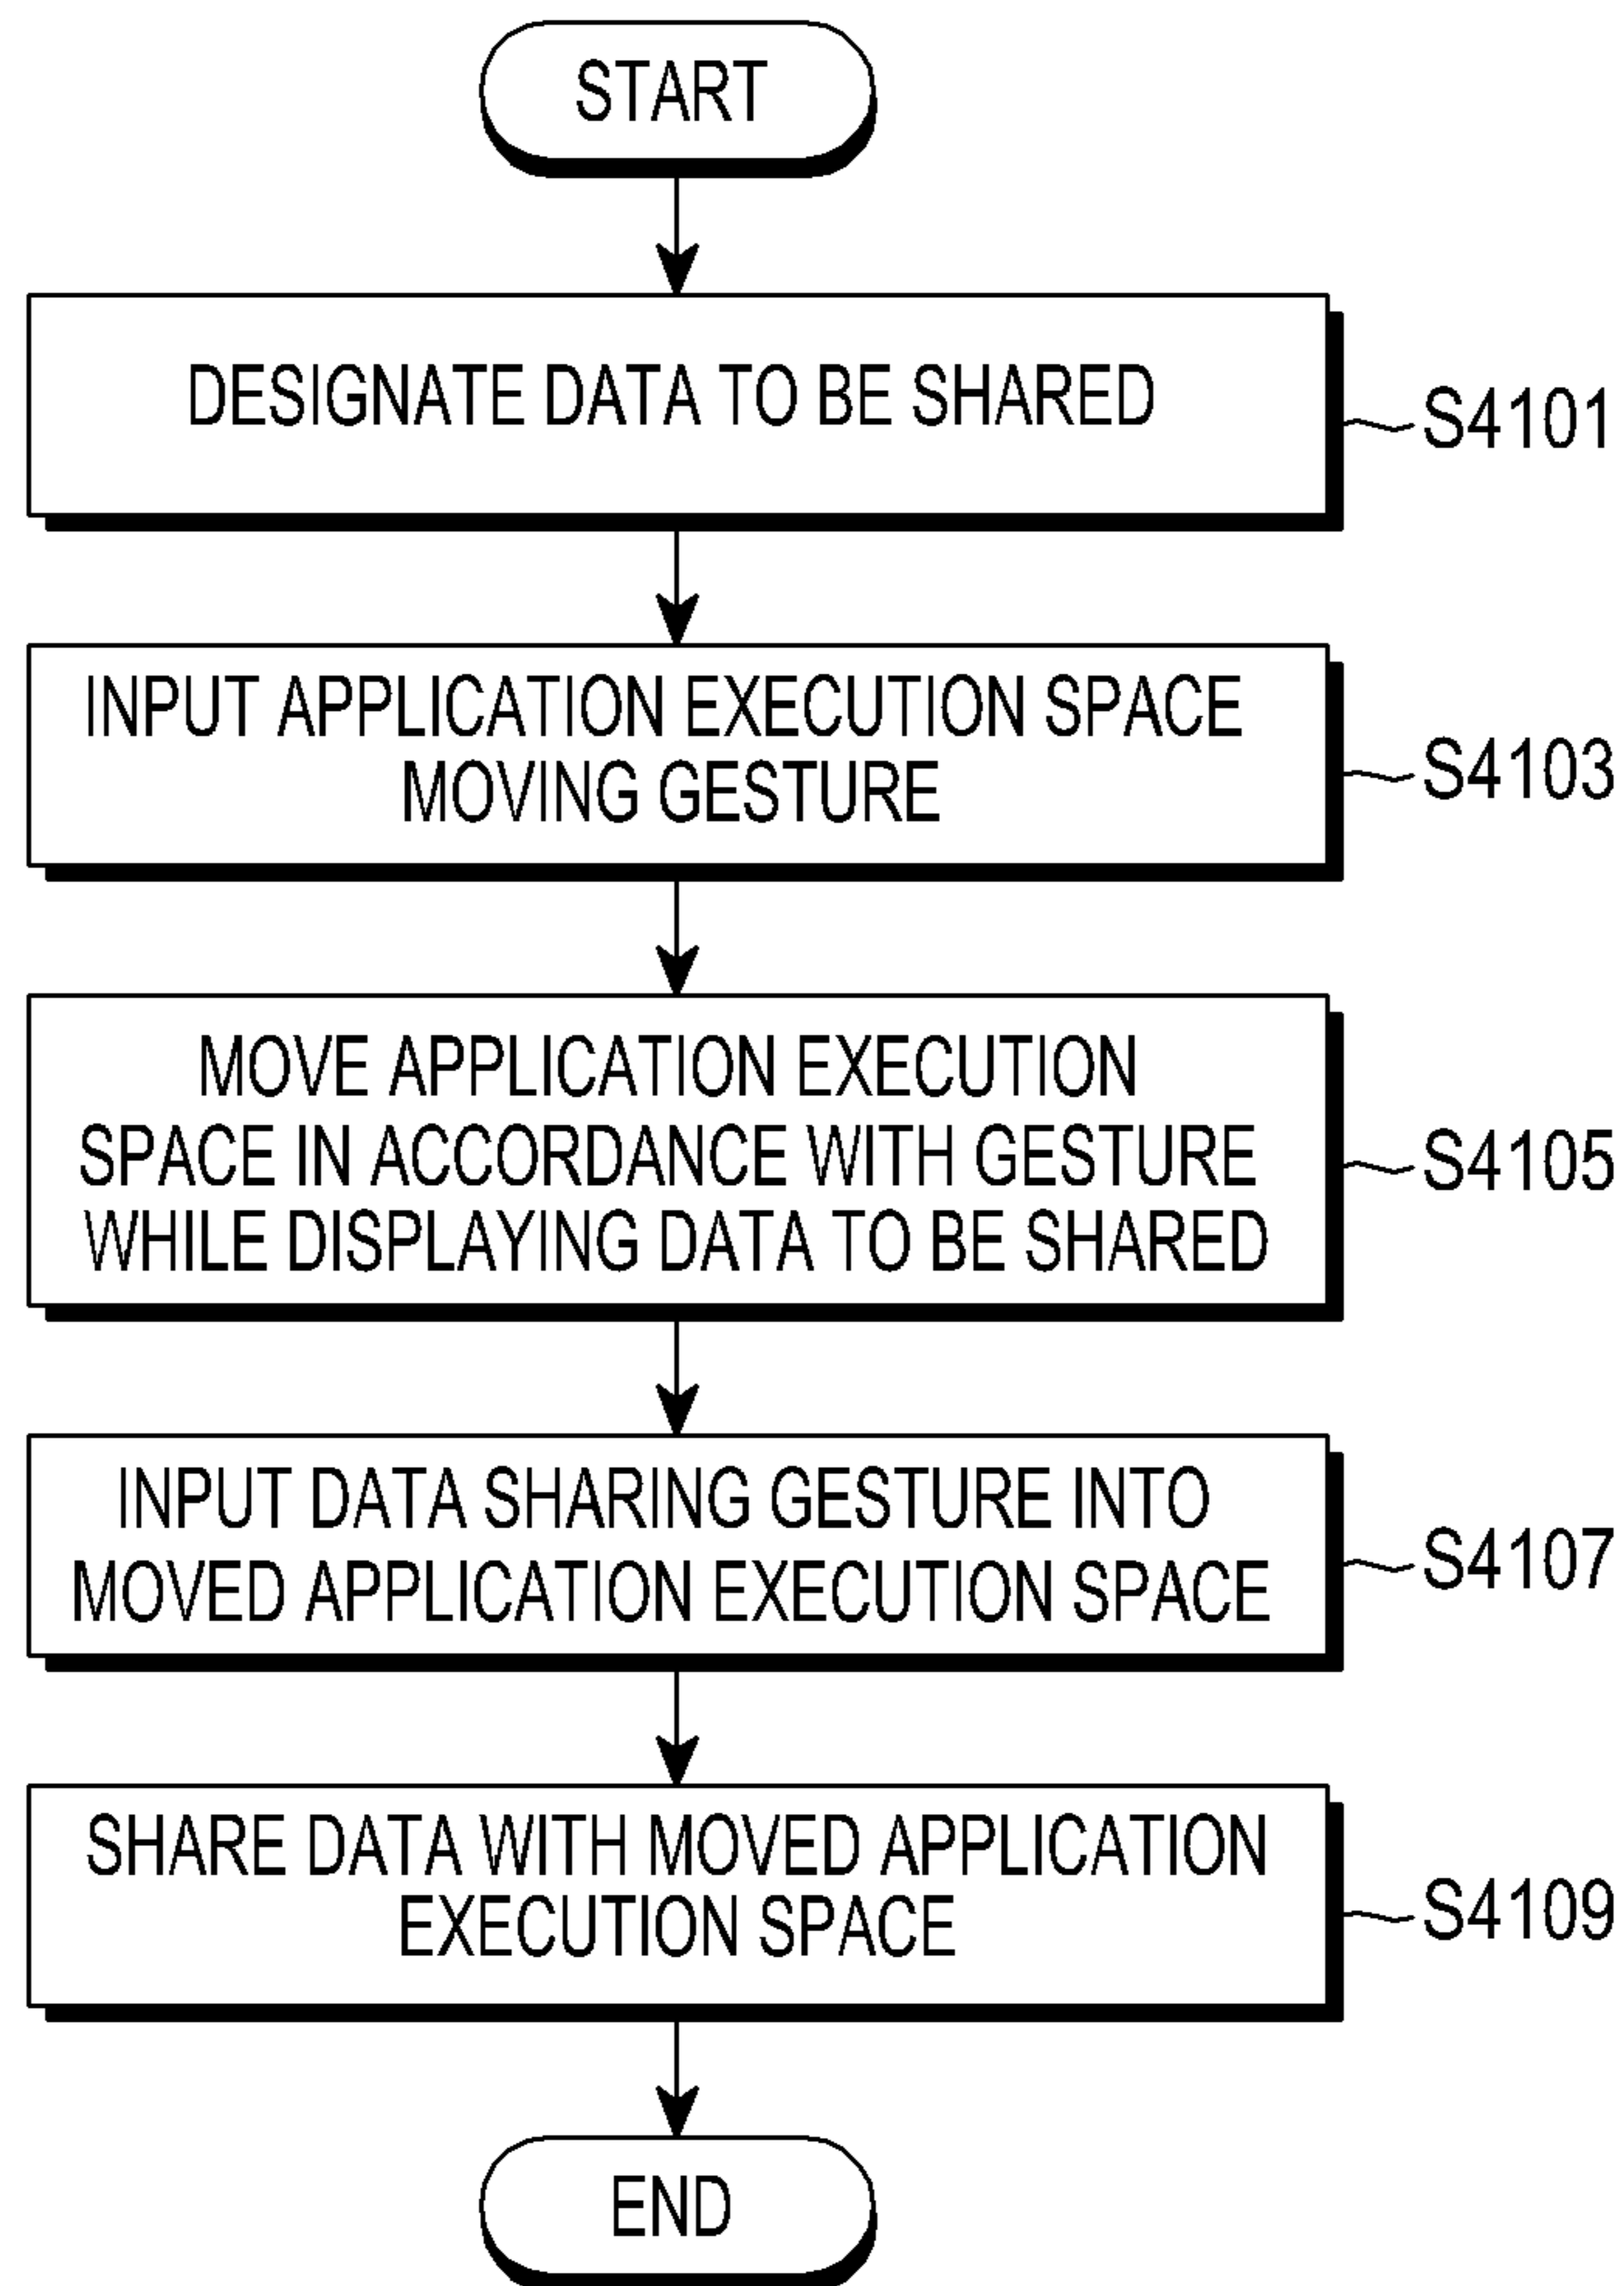 START
DESIGNATE DATA TO BE SHARED
S4101
INPUT APPLICATION EXECUTION SPACE
MOVING GESTURE
S4103
MOVE APPLICATION EXECUTION
SPACE IN ACCORDANCE WITH GESTURE
WHILE DISPLAYING DATA TO BE SHARED
S4105
INPUT DATA SHARING GESTURE INTO
MOVED APPLICATION EXECUTION SPACE
S4107
SHARE DATA WITH MOVED APPLICATION
EXECUTION SPACE
S4109
END